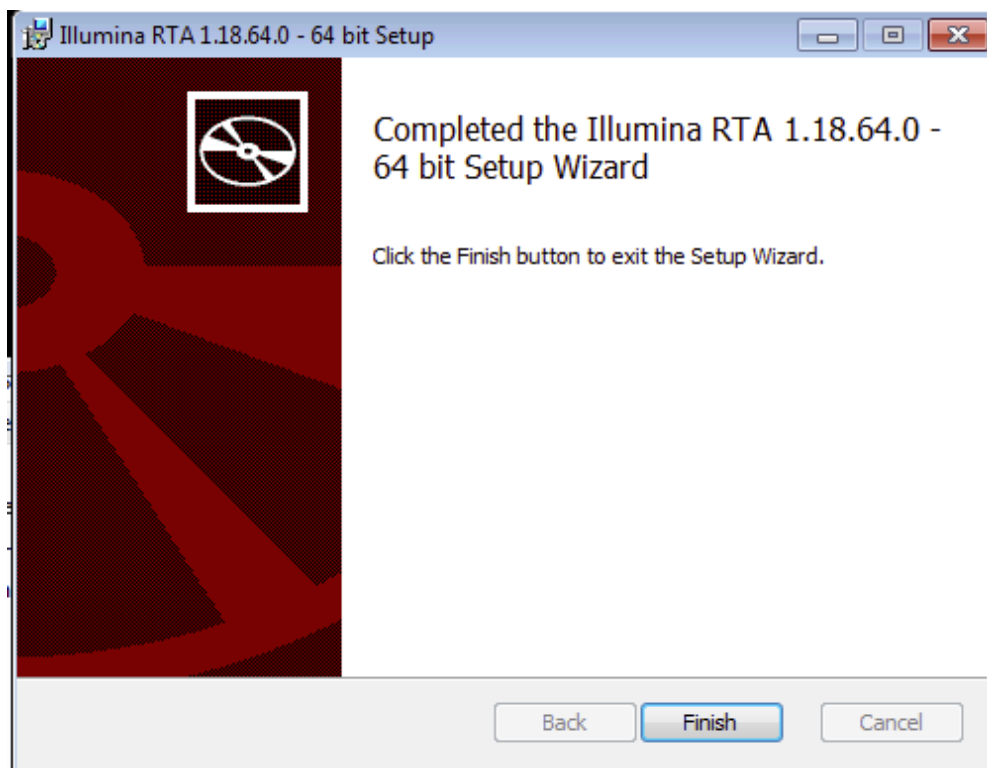 Illumina RTA 1.18.64.0 - 64 bit Setup
Completed the Illumina RTA 1.18.64.0 -
64 bit Setup Wizard
Click the Finish button to exit the Setup Wizard.
Back
Finish
Cancel